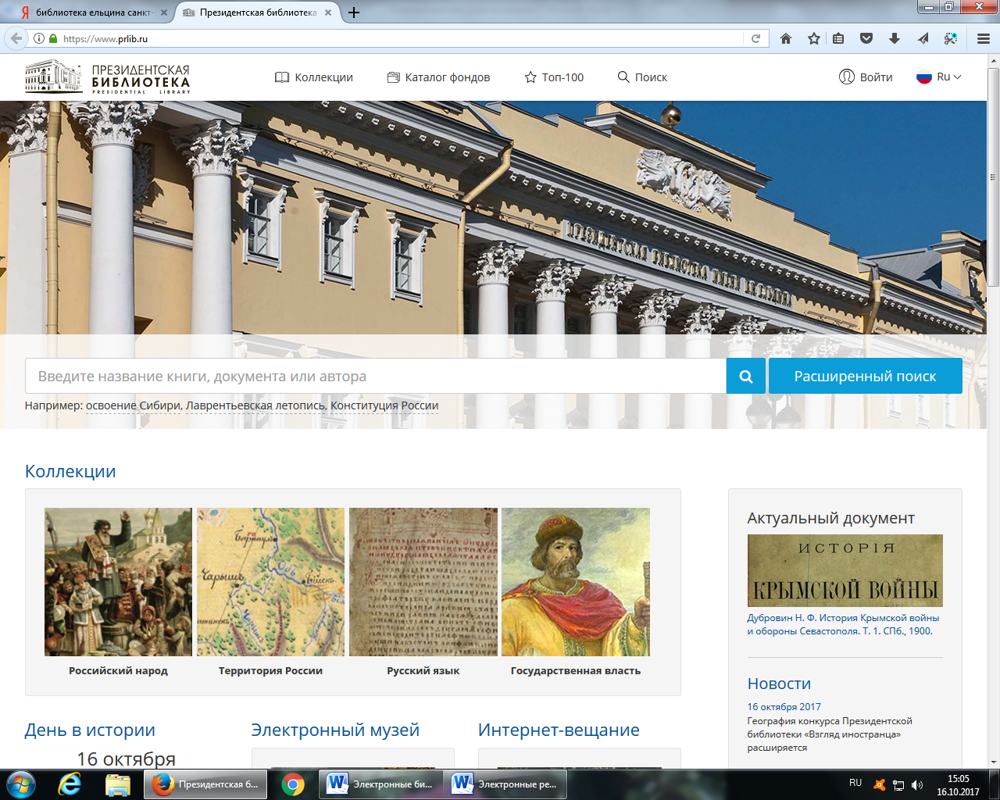 библиотека ельцина санкт-
Президентская библиотека
https://www.prlib.ru
ПРЕЗИДЕНТСКАЯ
БИБЛИОТЕКА
PRESIDENTIAL LIBRARY
Коллекции
Каталог фондов
Топ-100
Поиск
Войти
Ru
Введите название книги, документа или автора
Расширенный поиск
Например: освоение Сибири, Лаврентьевская летопись, Конституция России
Коллекции
Барнаулъ
Чарышъ
Российский народ
Территория России
Русский язык
Государственная власть
Актуальный документ
ИСТОРІЯ
КРЫМСКОЙ ВОЙНЫ
Дубровин Н. Ф. История Крымской войны
и обороны Севастополя. Т. 1. СПб., 1900.
Новости
16 октября 2017
География конкурса Президентской
библиотеки «Взгляд иностранца»
расширяется
День в истории
16 октября
Электронный музей
Интернет-вещание
Президентская б...
Электронные би...
Электронные ре...
RU
15:05
16.10.2017